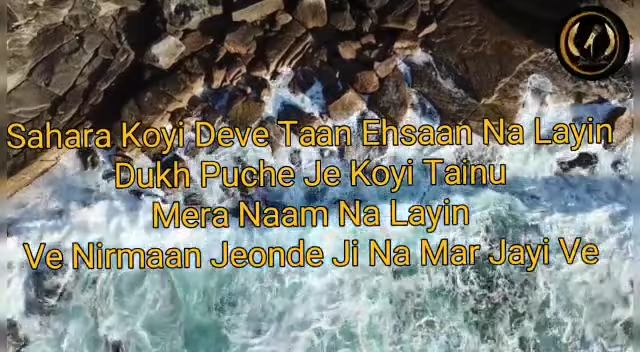 Sahara Koyi Deve Taan Ehsaan Na Layin
Dukh Puche Je Koyi Tainu
Mera Naam Na Layin
Ve Nirmaan Jeonde Ji Na Mar Jayi Ve